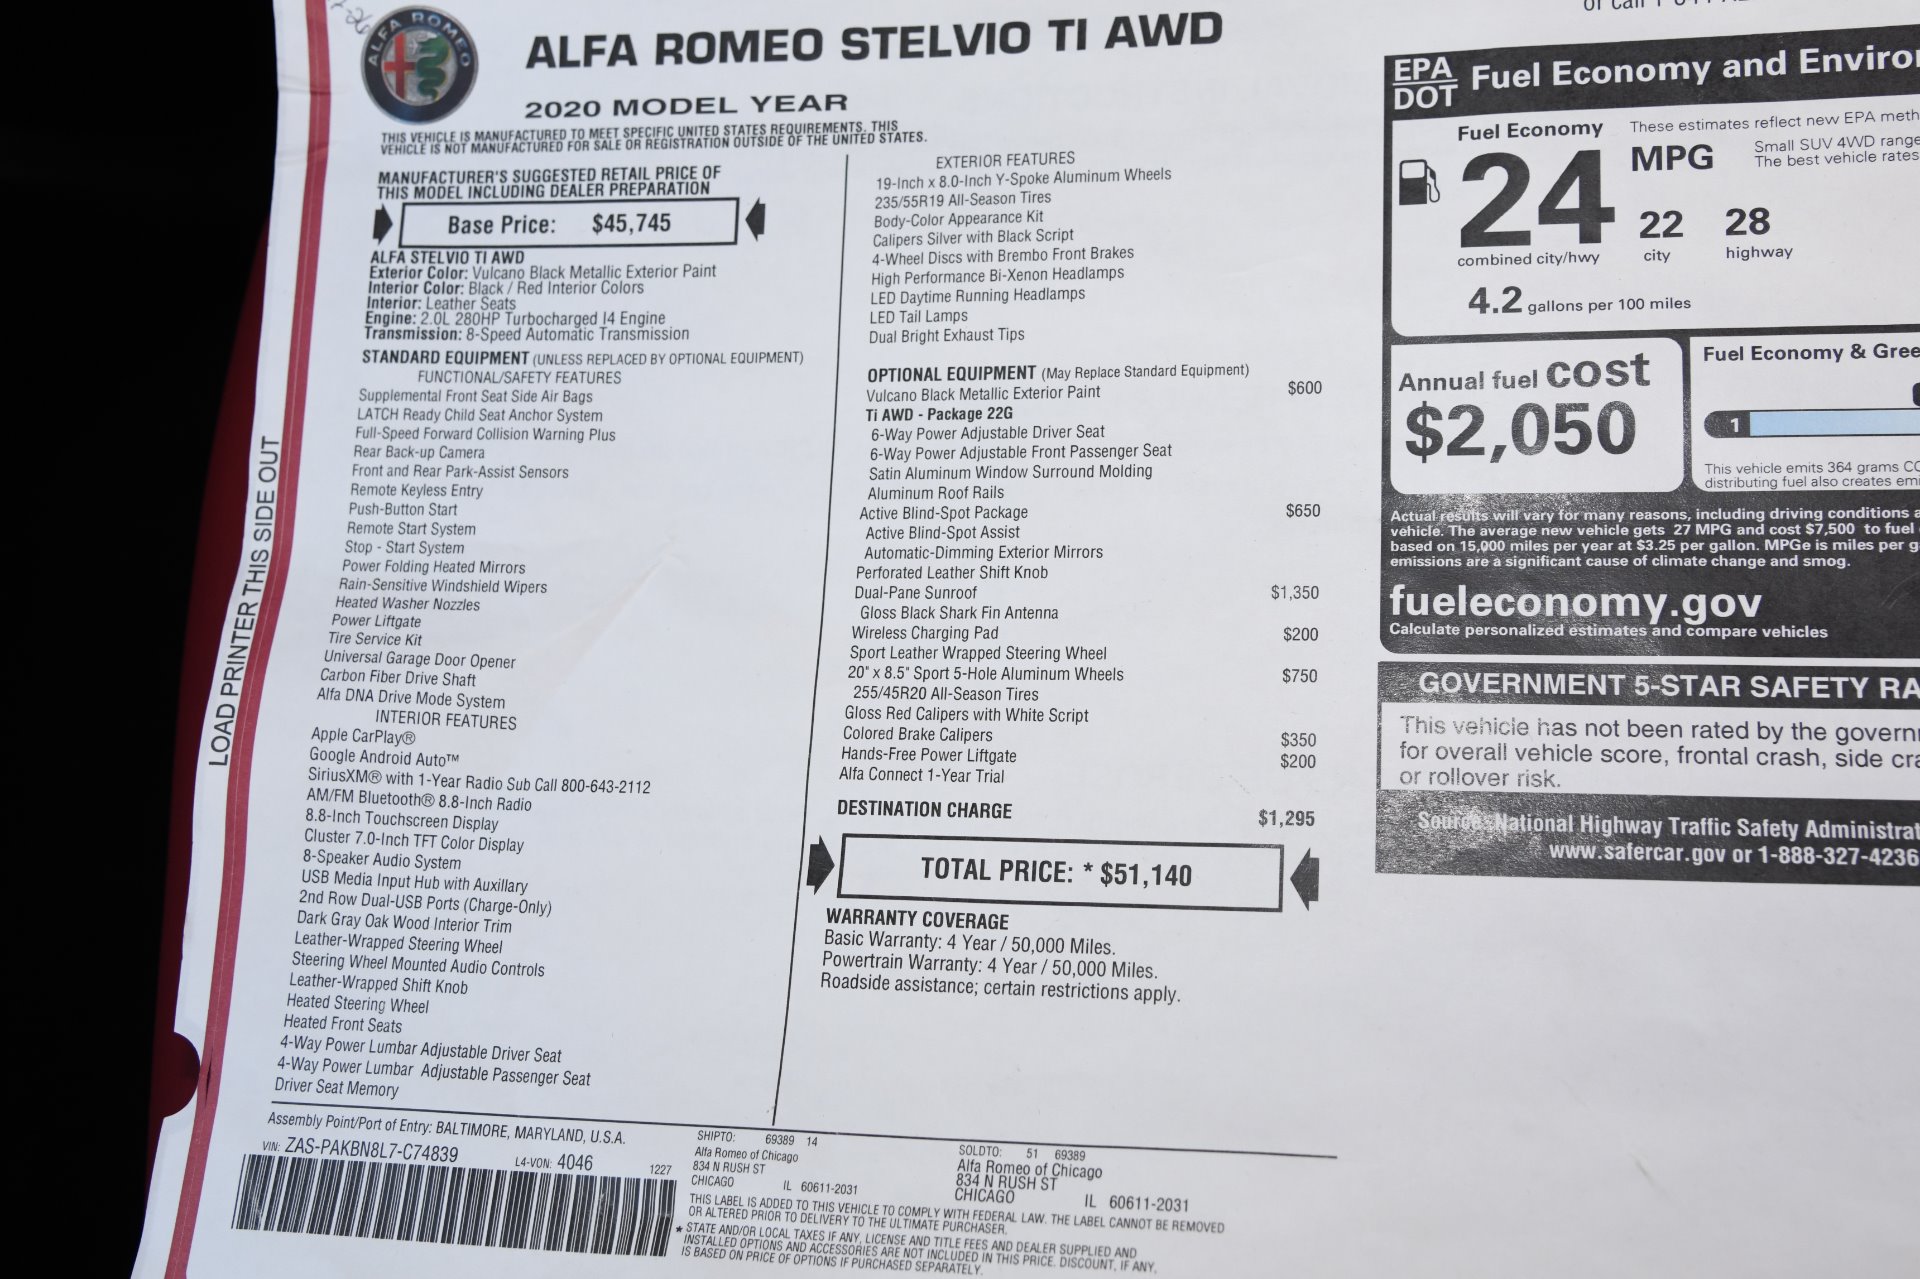 ALFA ROMEO
ALFA ROMEO STELVIO TI AWD
2020 MODEL YEAR
THIS VEHICLE IS MANUFACTURED TO MEET SPECIFIC UNITED STATES REQUIREMENTS. THIS
VEHICLE IS NOT MANUFACTURED FOR SALE OR REGISTRATION OUTSIDE OF THE UNITED STATES.
MANUFACTURER'S SUGGESTED RETAIL PRICE OF
THIS MODEL INCLUDING DEALER PREPARATION
Base Price: $45,745
ALFA STELVIO TI AWD
Exterior Color: Vulcano Black Metallic Exterior Paint
Interior Color: Black / Red Interior Colors
Interior: Leather Seats
Engine: 2.0L 280HP Turbocharged I4 Engine
Transmission: 8-Speed Automatic Transmission
STANDARD EQUIPMENT (UNLESS REPLACED BY OPTIONAL EQUIPMENT)
FUNCTIONAL/SAFETY FEATURES
Supplemental Front Seat Side Air Bags
LATCH Ready Child Seat Anchor System
Full-Speed Forward Collision Warning Plus
Rear Back-up Camera
Front and Rear Park-Assist Sensors
Remote Keyless Entry
Push-Button Start
Remote Start System
Stop - Start System
Power Folding Heated Mirrors
Rain-Sensitive Windshield Wipers
Heated Washer Nozzles
Power Liftgate
Tire Service Kit
Universal Garage Door Opener
Carbon Fiber Drive Shaft
Alfa DNA Drive Mode System
INTERIOR FEATURES
Apple CarPlay®
Google Android Auto™
SiriusXM® with 1-Year Radio Sub Call 800-643-2112
AM/FM Bluetooth® 8.8-Inch Radio
8.8-Inch Touchscreen Display
Cluster 7.0-Inch TFT Color Display
8-Speaker Audio System
USB Media Input Hub with Auxillary
2nd Row Dual-USB Ports (Charge-Only)
Dark Gray Oak Wood Interior Trim
Leather-Wrapped Steering Wheel
Steering Wheel Mounted Audio Controls
Leather-Wrapped Shift Knob
Heated Steering Wheel
Heated Front Seats
4-Way Power Lumbar Adjustable Driver Seat
4-Way Power Lumbar Adjustable Passenger Seat
Driver Seat Memory
EXTERIOR FEATURES
19-Inch x 8.0-Inch Y-Spoke Aluminum Wheels
235/55R19 All-Season Tires
Body-Color Appearance Kit
Calipers Silver with Black Script
4-Wheel Discs with Brembo Front Brakes
High Performance Bi-Xenon Headlamps
LED Daytime Running Headlamps
LED Tail Lamps
Dual Bright Exhaust Tips
OPTIONAL EQUIPMENT (May Replace Standard Equipment)
Vulcano Black Metallic Exterior Paint $600
Ti AWD - Package 22G
6-Way Power Adjustable Driver Seat
6-Way Power Adjustable Front Passenger Seat
Satin Aluminum Window Surround Molding
Aluminum Roof Rails
Active Blind-Spot Package $650
Active Blind-Spot Assist
Automatic-Dimming Exterior Mirrors
Perforated Leather Shift Knob
Dual-Pane Sunroof $1,350
Gloss Black Shark Fin Antenna
Wireless Charging Pad $200
Sport Leather Wrapped Steering Wheel
20" x 8.5" Sport 5-Hole Aluminum Wheels $750
255/45R20 All-Season Tires
Gloss Red Calipers with White Script
Colored Brake Calipers $350
Hands-Free Power Liftgate $200
Alfa Connect 1-Year Trial
DESTINATION CHARGE $1,295
TOTAL PRICE: * $51,140
WARRANTY COVERAGE
Basic Warranty: 4 Year / 50,000 Miles.
Powertrain Warranty: 4 Year / 50,000 Miles.
Roadside assistance; certain restrictions apply.
Assembly Point/Port of Entry: BALTIMORE, MARYLAND, U.S.A.
VIN: ZAS-PAKBN8L7-C74839
L4-VON: 4046
1227
SHIPTO: 69389 14
Alfa Romeo of Chicago
834 N RUSH ST
CHICAGO IL 60611-2031
SOLDTO: 51 69389
Alfa Romeo of Chicago
834 N RUSH ST
CHICAGO IL 60611-2031
THIS LABEL IS ADDED TO THIS VEHICLE TO COMPLY WITH FEDERAL LAW. THE LABEL CANNOT BE REMOVED
OR ALTERED PRIOR TO DELIVERY TO THE ULTIMATE PURCHASER.
* STATE AND/OR LOCAL TAXES IF ANY, LICENSE AND TITLE FEES AND DEALER SUPPLIED AND
INSTALLED OPTIONS AND ACCESSORIES ARE NOT INCLUDED IN THIS PRICE. DISCOUNT, IF ANY,
IS BASED ON PRICE OF OPTIONS IF PURCHASED SEPARATELY.
LOAD PRINTER THIS SIDE OUT
EPA
DOT
Fuel Economy and Enviro
Fuel Economy
These estimates reflect new EPA meth
24
MPG
Small SUV 4WD range
The best vehicle rates
22
28
combined city/hwy
city
highway
4.2 gallons per 100 miles
Annual fuel cost
$2,050
Fuel Economy & Gree
1
This vehicle emits 364 grams CO
distributing fuel also creates emi
Actual results will vary for many reasons, including driving conditions a
vehicle. The average new vehicle gets 27 MPG and cost $7,500 to fuel
based on 15,000 miles per year at $3.25 per gallon. MPGe is miles per g
emissions are a significant cause of climate change and smog.
fueleconomy.gov
Calculate personalized estimates and compare vehicles
GOVERNMENT 5-STAR SAFETY RA
This vehicle has not been rated by the governm
for overall vehicle score, frontal crash, side cra
or rollover risk.
Source: National Highway Traffic Safety Administrat
www.safercar.gov or 1-888-327-4236